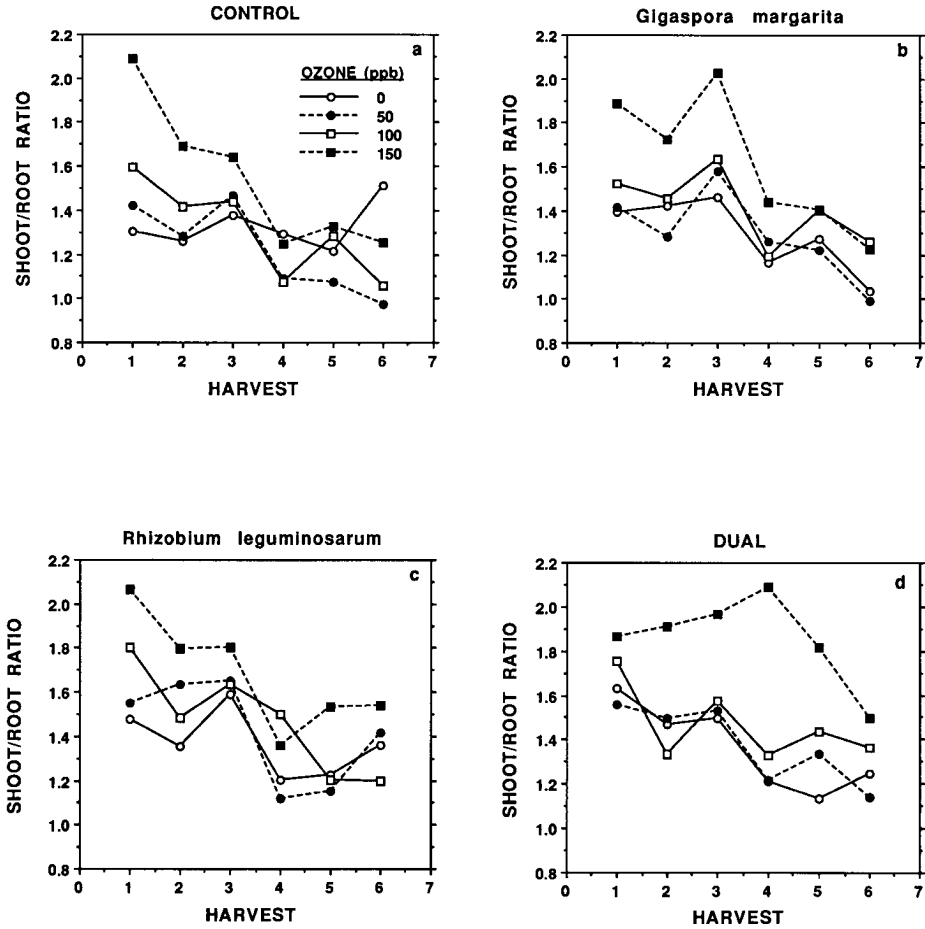 CONTROL
a
OZONE (ppb)
0
50
100
150
SHOOT/ROOT RATIO
2.2
2.0
1.8
1.6
1.4
1.2
1.0
0.8
0 1 2 3 4 5 6 7
HARVEST
Gigaspora margarita
b
SHOOT/ROOT RATIO
2.2
2.0
1.8
1.6
1.4
1.2
1.0
0.8
0 1 2 3 4 5 6 7
HARVEST
Rhizobium leguminosarum
c
SHOOT/ROOT RATIO
2.2
2.0
1.8
1.6
1.4
1.2
1.0
0.8
0 1 2 3 4 5 6 7
HARVEST
DUAL
d
SHOOT/ROOT RATIO
2.2
2.0
1.8
1.6
1.4
1.2
1.0
0.8
0 1 2 3 4 5 6 7
HARVEST